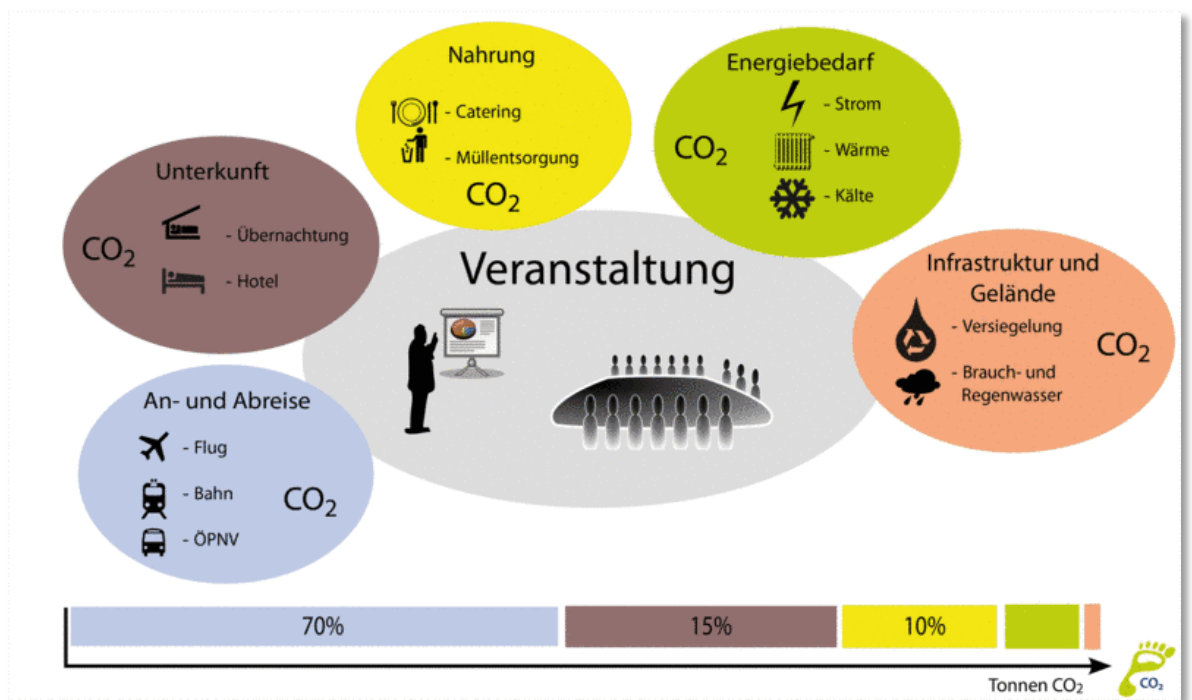 Nahrung
- Catering
- Müllentsorgung
CO₂
Energiebedarf
- Strom
CO₂
- Wärme
- Kälte
Unterkunft
CO₂
- Übernachtung
- Hotel
Veranstaltung
Infrastruktur und
Gelände
- Versiegelung
CO₂
- Brauch- und
Regenwasser
An- und Abreise
- Flug
- Bahn
CO₂
- ÖPNV
70%
15%
10%
Tonnen CO₂
CO₂